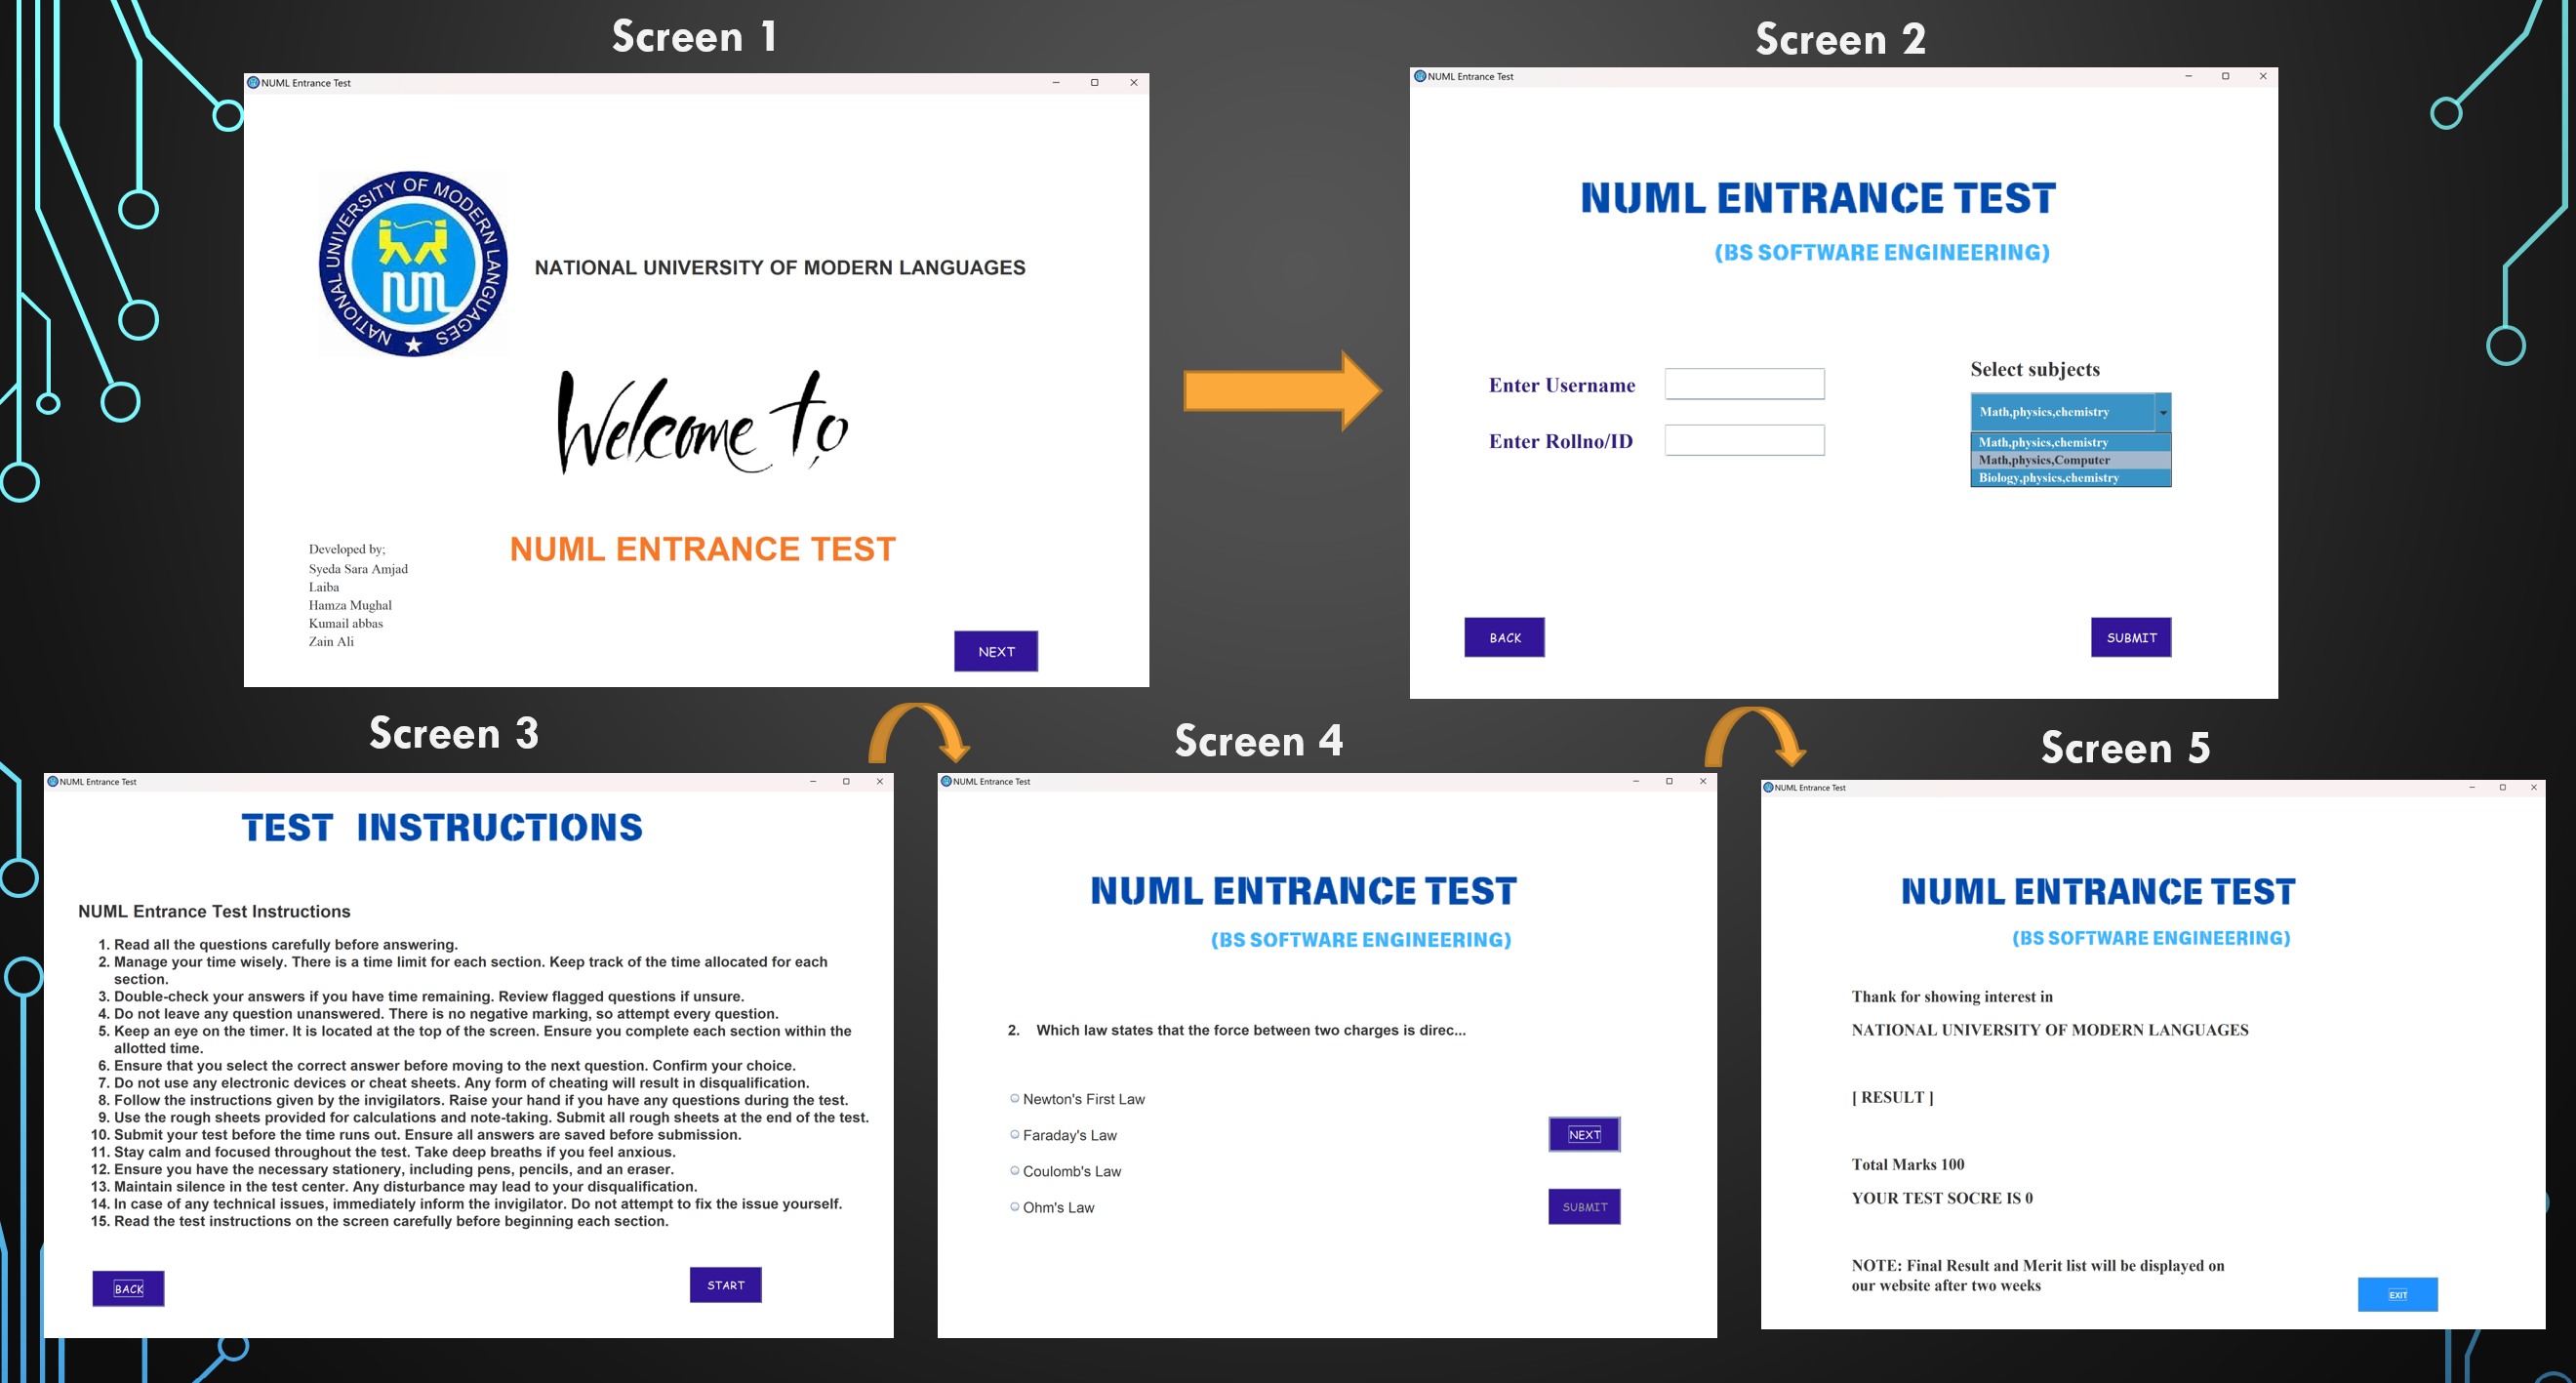 Screen 1
NUML Entrance Test
NATIONAL UNIVERSITY OF MODERN LANGUAGES
nm
NATIONAL UNIVERSITY OF MODERN LANGUAGES
Welcome to
NUML ENTRANCE TEST
Developed by;
Syeda Sara Amjad
Laiba
Hamza Mughal
Kumail abbas
Zain Ali
NEXT
Screen 2
NUML Entrance Test
NUML ENTRANCE TEST
(BS SOFTWARE ENGINEERING)
Enter Username
Enter Rollno/ID
Select subjects
Math,physics,chemistry
Math,physics,chemistry
Math,physics,Computer
Biology,physics,chemistry
BACK
SUBMIT
Screen 3
NUML Entrance Test
TEST INSTRUCTIONS
NUML Entrance Test Instructions
1. Read all the questions carefully before answering.
2. Manage your time wisely. There is a time limit for each section. Keep track of the time allocated for each
section.
3. Double-check your answers if you have time remaining. Review flagged questions if unsure.
4. Do not leave any question unanswered. There is no negative marking, so attempt every question.
5. Keep an eye on the timer. It is located at the top of the screen. Ensure you complete each section within the
allotted time.
6. Ensure that you select the correct answer before moving to the next question. Confirm your choice.
7. Do not use any electronic devices or cheat sheets. Any form of cheating will result in disqualification.
8. Follow the instructions given by the invigilators. Raise your hand if you have any questions during the test.
9. Use the rough sheets provided for calculations and note-taking. Submit all rough sheets at the end of the test.
10. Submit your test before the time runs out. Ensure all answers are saved before submission.
11. Stay calm and focused throughout the test. Take deep breaths if you feel anxious.
12. Ensure you have the necessary stationery, including pens, pencils, and an eraser.
13. Maintain silence in the test center. Any disturbance may lead to your disqualification.
14. In case of any technical issues, immediately inform the invigilator. Do not attempt to fix the issue yourself.
15. Read the test instructions on the screen carefully before beginning each section.
BACK
START
Screen 4
NUML Entrance Test
NUML ENTRANCE TEST
(BS SOFTWARE ENGINEERING)
2. Which law states that the force between two charges is direc...
Newton's First Law
Faraday's Law
Coulomb's Law
Ohm's Law
NEXT
SUBMIT
Screen 5
NUML Entrance Test
NUML ENTRANCE TEST
(BS SOFTWARE ENGINEERING)
Thank for showing interest in
NATIONAL UNIVERSITY OF MODERN LANGUAGES
[ RESULT ]
Total Marks 100
YOUR TEST SOCRE IS 0
NOTE: Final Result and Merit list will be displayed on
our website after two weeks
EXIT